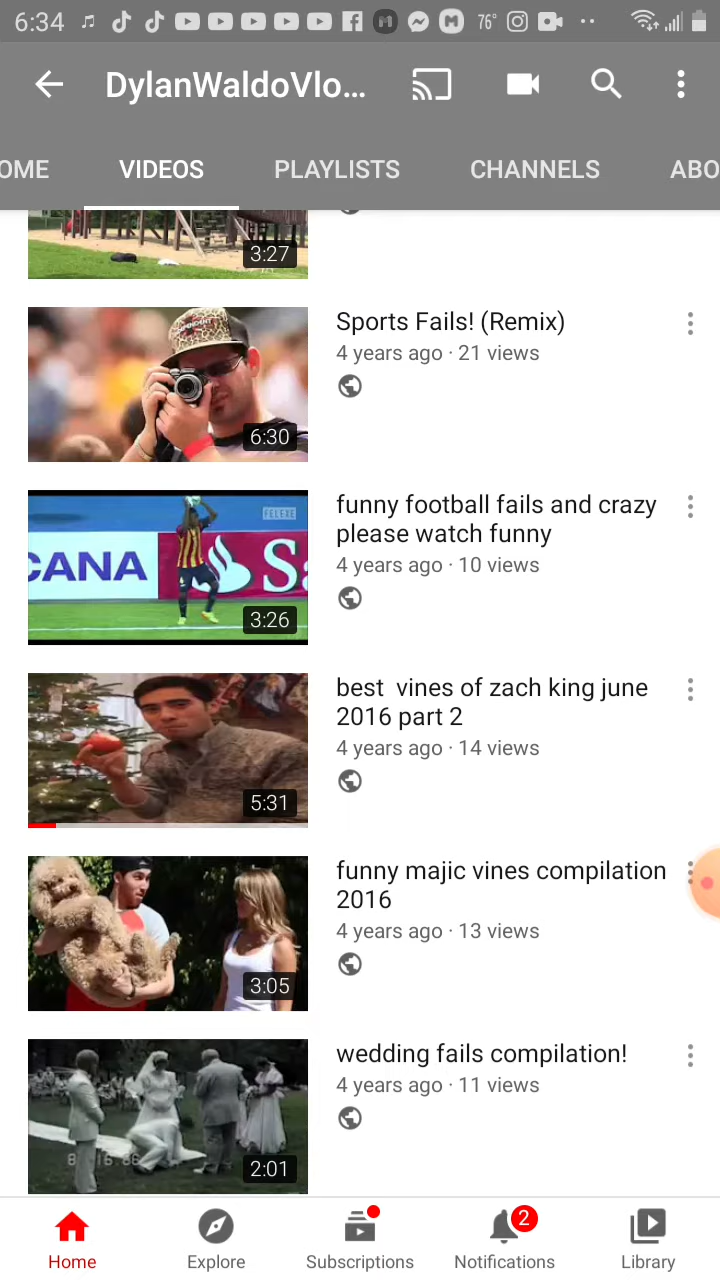 6:34
76°
DylanWaldoVlo...
OME VIDEOS PLAYLISTS CHANNELS ABO
3:27
Sports Fails! (Remix)
4 years ago · 21 views
6:30
funny football fails and crazy
please watch funny
4 years ago · 10 views
FELEXE
CANA
S
3:26
best  vines of zach king june
2016 part 2
4 years ago · 14 views
5:31
funny majic vines compilation
2016
4 years ago · 13 views
3:05
wedding fails compilation!
4 years ago · 11 views
2:01
2
Home Explore Subscriptions Notifications Library